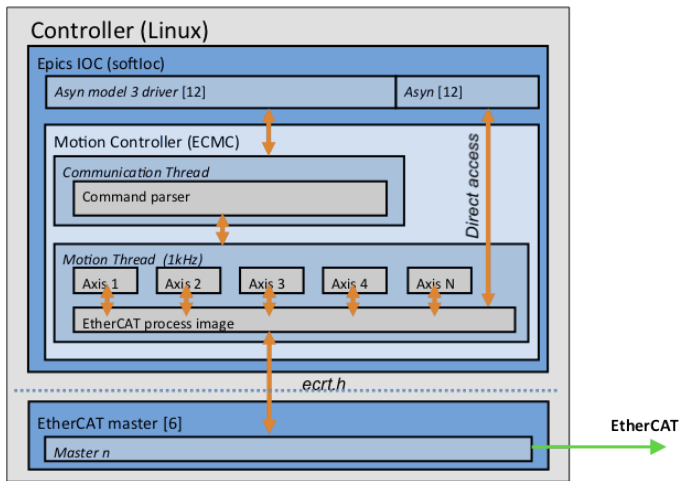 Controller (Linux)
Epics IOC (softIoc)
Asyn model 3 driver [12]
Asyn [12]
Motion Controller (ECMC)
Communication Thread
Command parser
Direct access
Motion Thread (1kHz)
Axis 1
Axis 2
Axis 3
Axis 4
Axis N
EtherCAT process image
ecrt.h
EtherCAT master [6]
Master n
EtherCAT